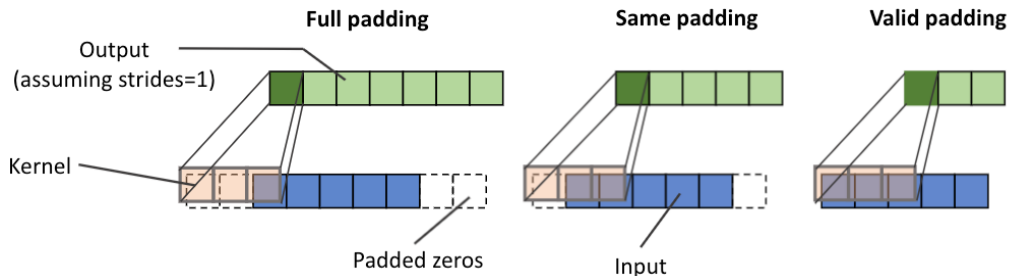 Full padding
Same padding
Valid padding
Output
(assuming strides=1)
Kernel
Padded zeros
Input